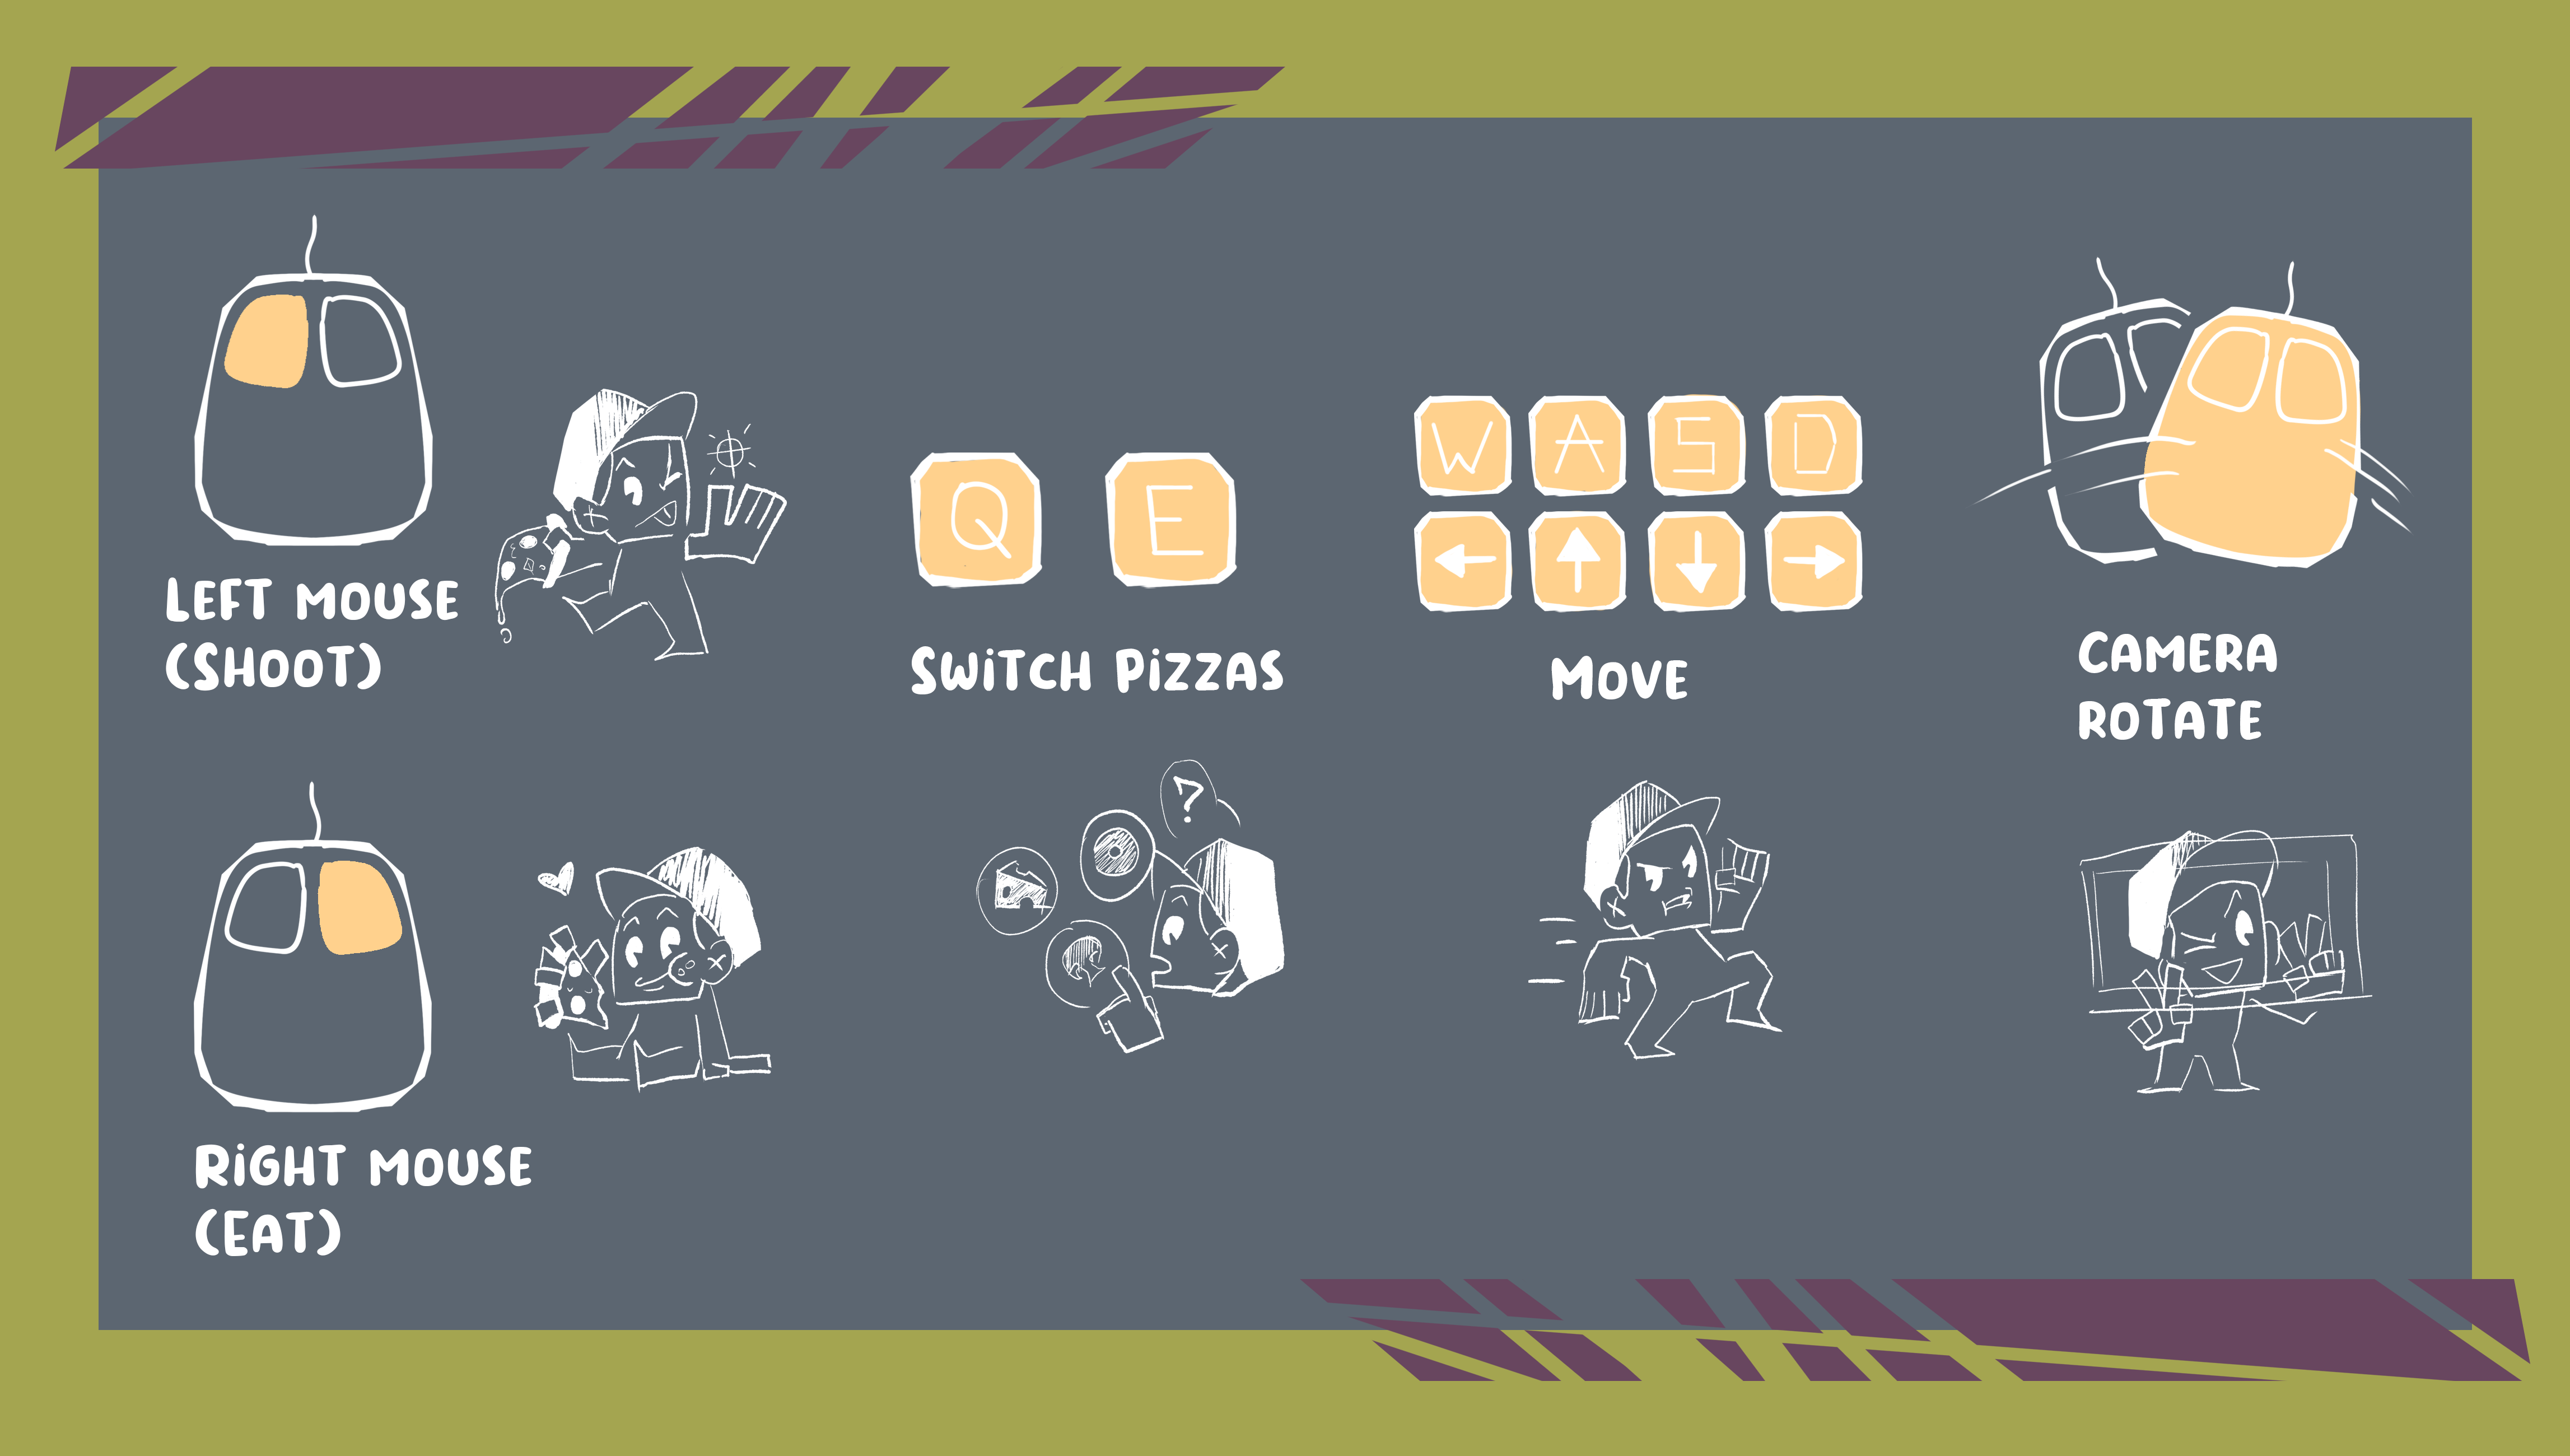 LEFT MOUSE
(SHOOT)
Q E
SWiTCH PiZZAS
W A S D
← ↑ ↓ →
MOVE
CAMERA
ROTATE
?
RiGHT MOUSE
(EAT)